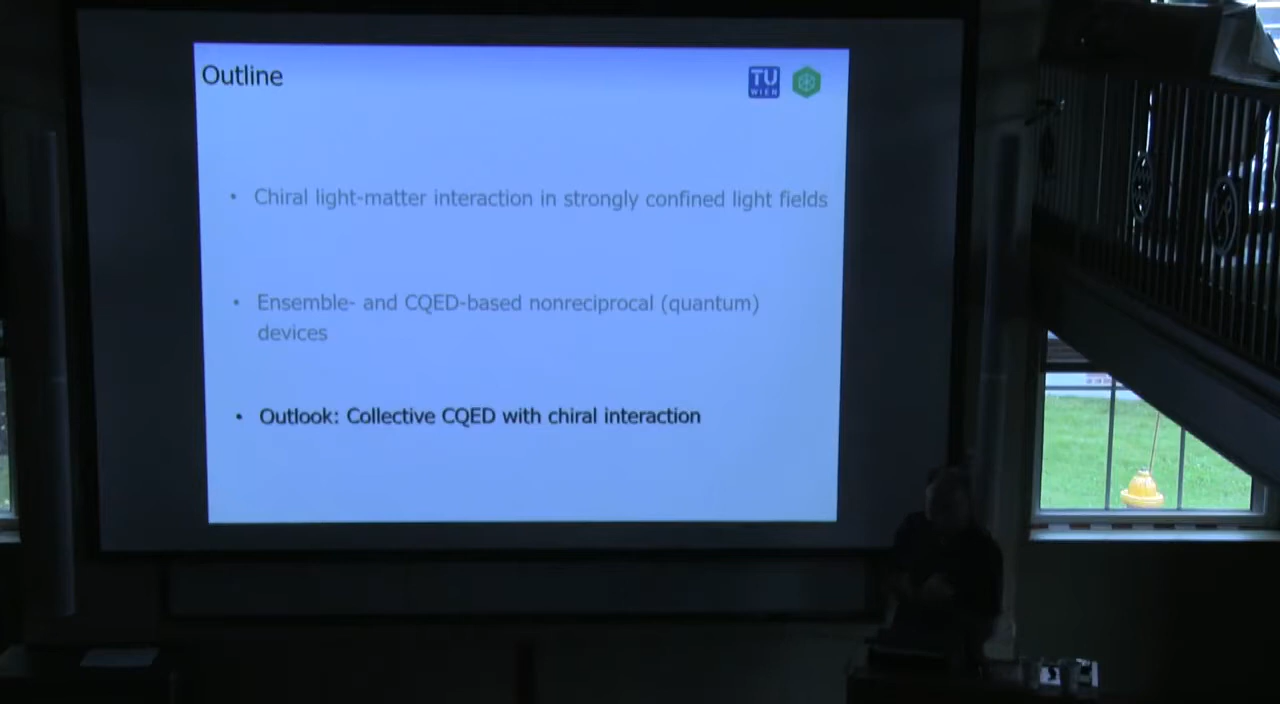 Outline
TU
WIEN
• Chiral light-matter interaction in strongly confined light fields
• Ensemble- and CQED-based nonreciprocal (quantum)
devices
• Outlook: Collective CQED with chiral interaction